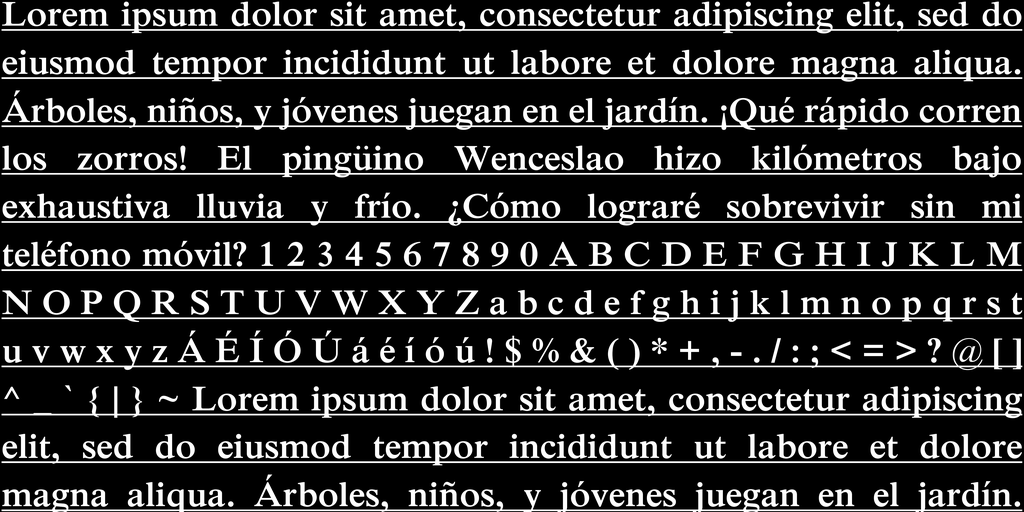 Lorem ipsum dolor sit amet, consectetur adipiscing elit, sed do
eiusmod tempor incididunt ut labore et dolore magna aliqua.
Árboles, niños, y jóvenes juegan en el jardín. ¡Qué rápido corren
los zorros! El pingüino Wenceslao hizo kilómetros bajo
exhaustiva lluvia y frío. ¿Cómo lograré sobrevivir sin mi
teléfono móvil? 1 2 3 4 5 6 7 8 9 0 A B C D E F G H I J K L M
N O P Q R S T U V W X Y Z a b c d e f g h i j k l m n o p q r s t
u v w x y z Á É Í Ó Ú á é í ó ú ! $ % & ( ) * + , - . / : ; < = > ? @ [ ]
^ _ ` { | } ~ Lorem ipsum dolor sit amet, consectetur adipiscing
elit, sed do eiusmod tempor incididunt ut labore et dolore
magna aliqua. Árboles, niños, y jóvenes juegan en el jardín.